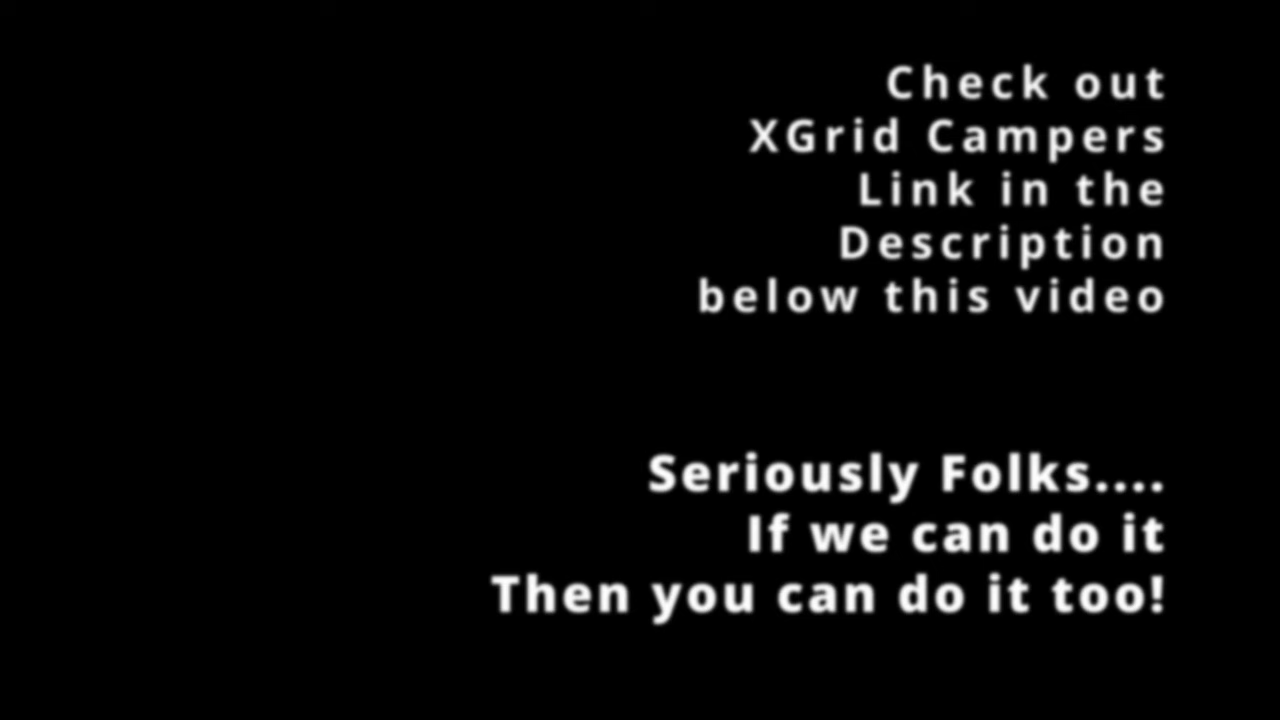 Check out
XGrid Campers
Link in the
Description
below this video
Seriously Folks....
If we can do it
Then you can do it too!